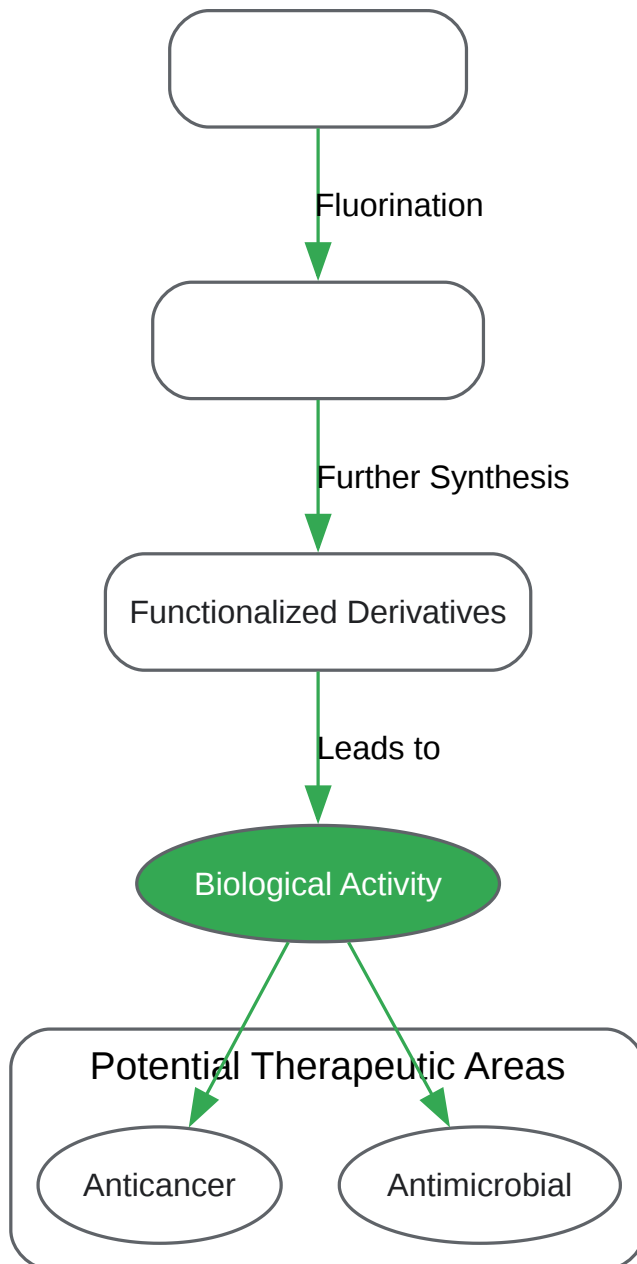 Fluorination
Further Synthesis
Functionalized Derivatives
Leads to
Biological Activity
Potential Therapeutic Areas
Anticancer
Antimicrobial